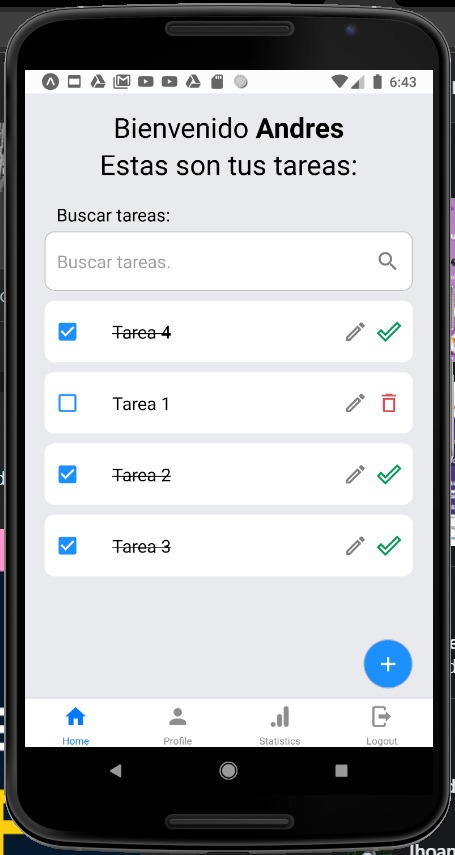 6:43
Bienvenido Andres
Estas son tus tareas:
Buscar tareas:
Buscar tareas.
Tarea 4
Tarea 1
Tarea 2
Tarea 3
Home
Profile
Statistics
Logout